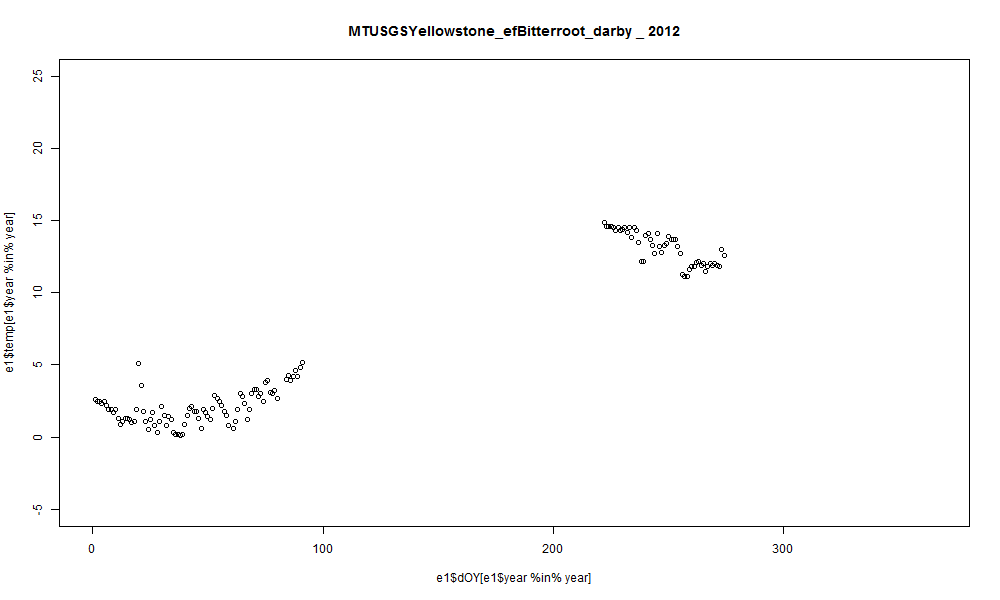 MTUSGSYellowstone_efBitterroot_darby _ 2012
e1$temp[e1$year %in% year]
25
20
15
10
5
0
-5
0 100 200 300
e1$dOY[e1$year %in% year]